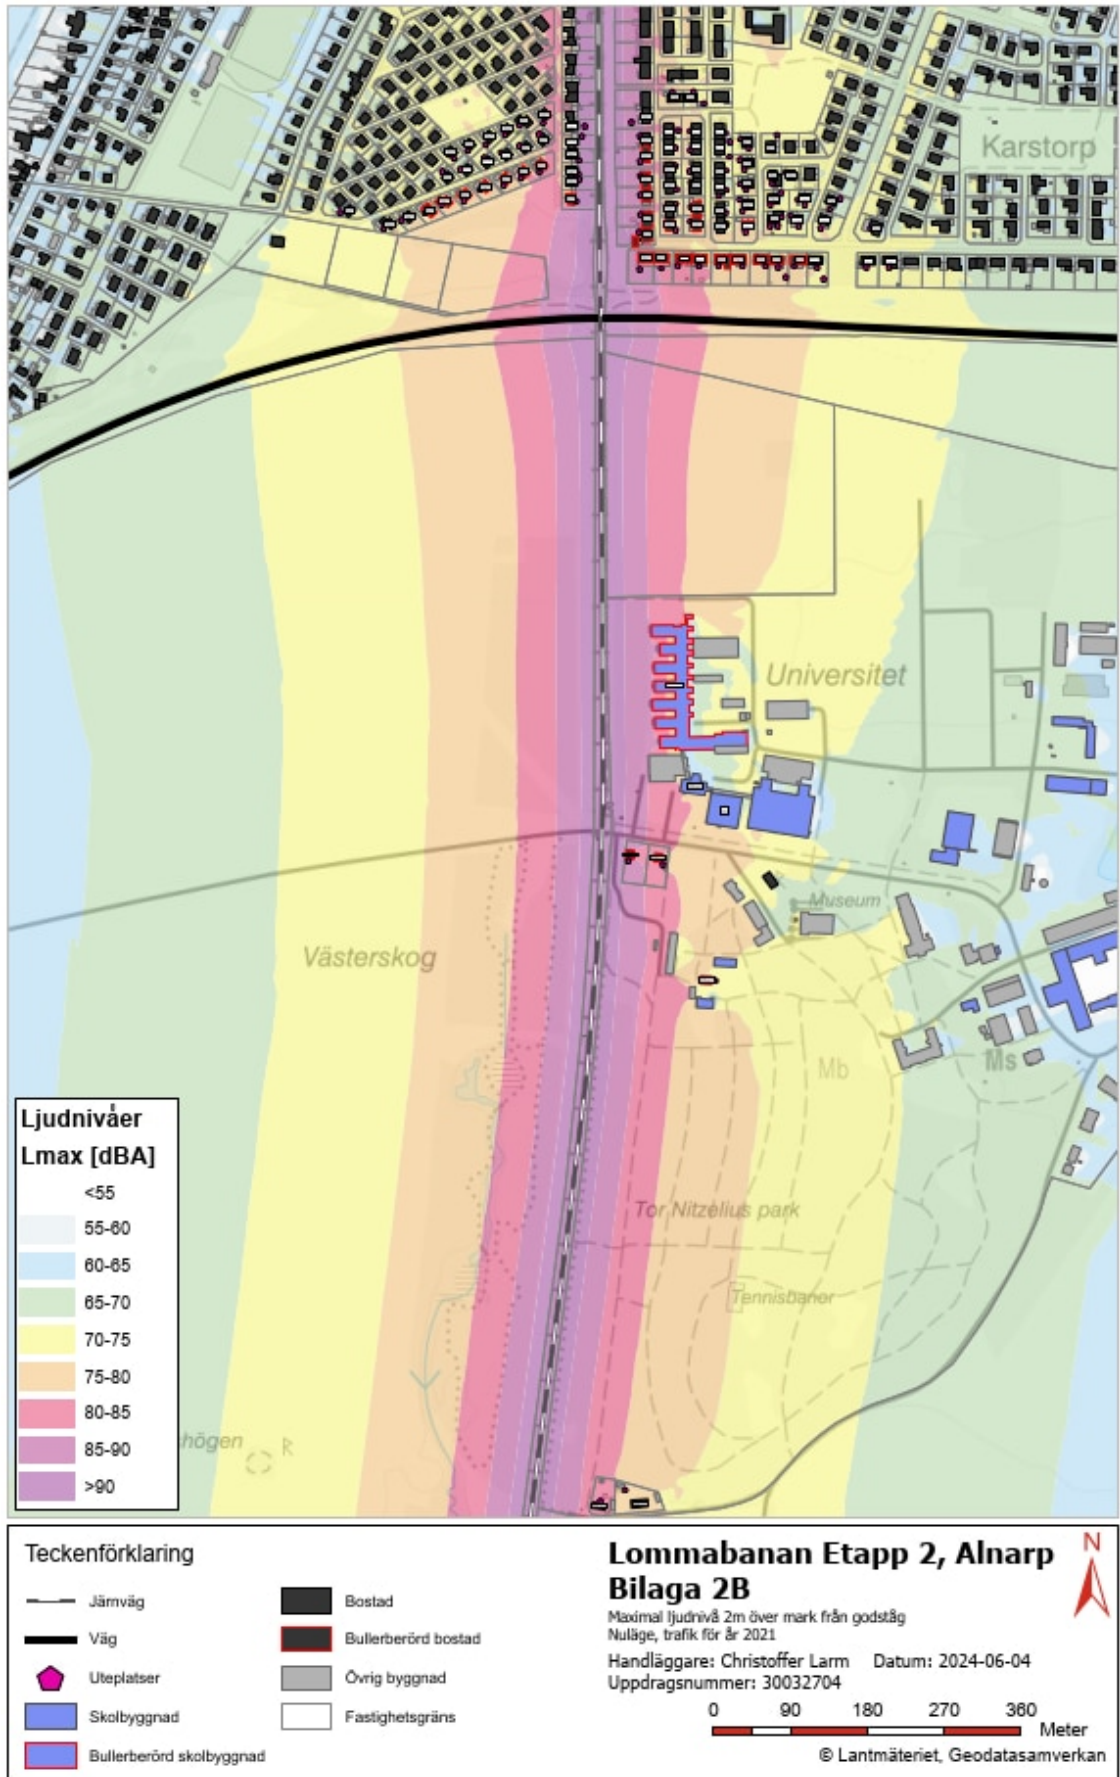 Karstorp
Universitet
Museum
Västerskog
Mb
Ms
Tor Nitzelius park
Tennisbanor
högen
R
Ljudnivåer
Lmax [dBA]
<55
55-60
60-65
65-70
70-75
75-80
80-85
85-90
>90
Teckenförklaring
Järnväg
Väg
Uteplatser
Skolbyggnad
Bullerberörd skolbyggnad
Bostad
Bullerberörd bostad
Övrig byggnad
Fastighetsgräns
Lommabanan Etapp 2, Alnarp
Bilaga 2B
Maximal ljudnivå 2m över mark från godståg
Nuläge, trafik för år 2021
Handläggare: Christoffer Larm Datum: 2024-06-04
Uppdragsnummer: 30032704
N
0 90 180 270 360
Meter
© Lantmäteriet, Geodatasamverkan